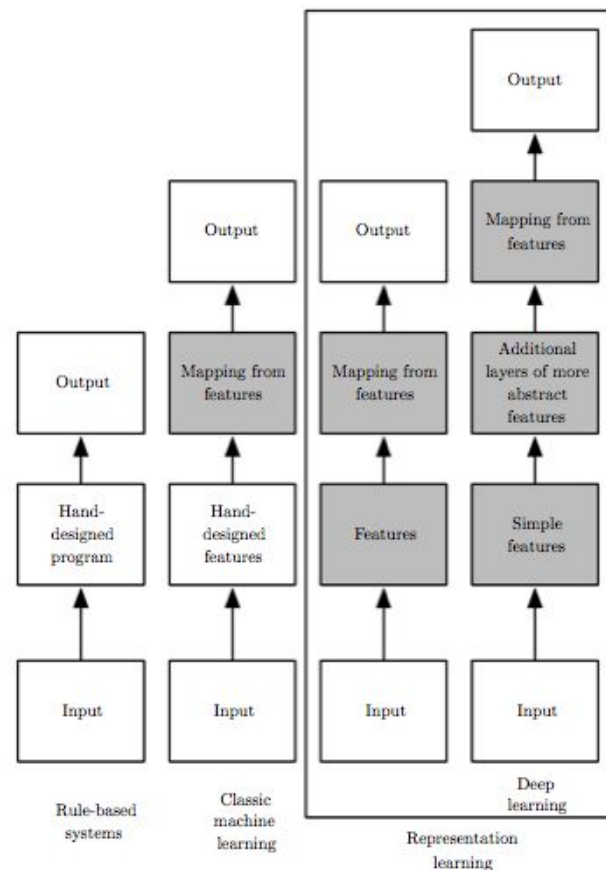 Output
Mapping from
features
Additional
layers of more
abstract
features
Simple
features
Input
Deep
learning
Output
Mapping from
features
Features
Input
Representation
learning
Output
Mapping from
features
Hand-
designed
features
Input
Classic
machine
learning
Output
Hand-
designed
program
Input
Rule-based
systems